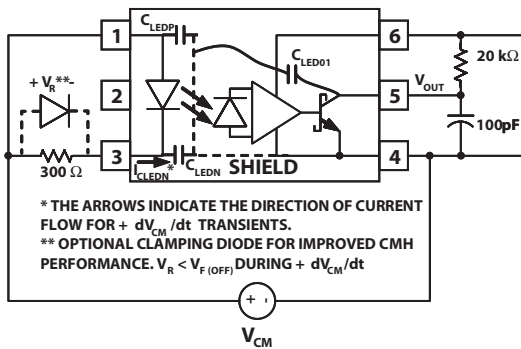 1
C LEDP
6
20 kΩ
C LED01
+ V R **-
2
5
V OUT
100pF
3
4
300 Ω
I CLEDN *
C LEDN
SHIELD
* THE ARROWS INDICATE THE DIRECTION OF CURRENT
FLOW FOR + dV CM /dt TRANSIENTS.
** OPTIONAL CLAMPING DIODE FOR IMPROVED CMH
PERFORMANCE. V R < V F (OFF) DURING + dV CM /dt
+ -
V CM